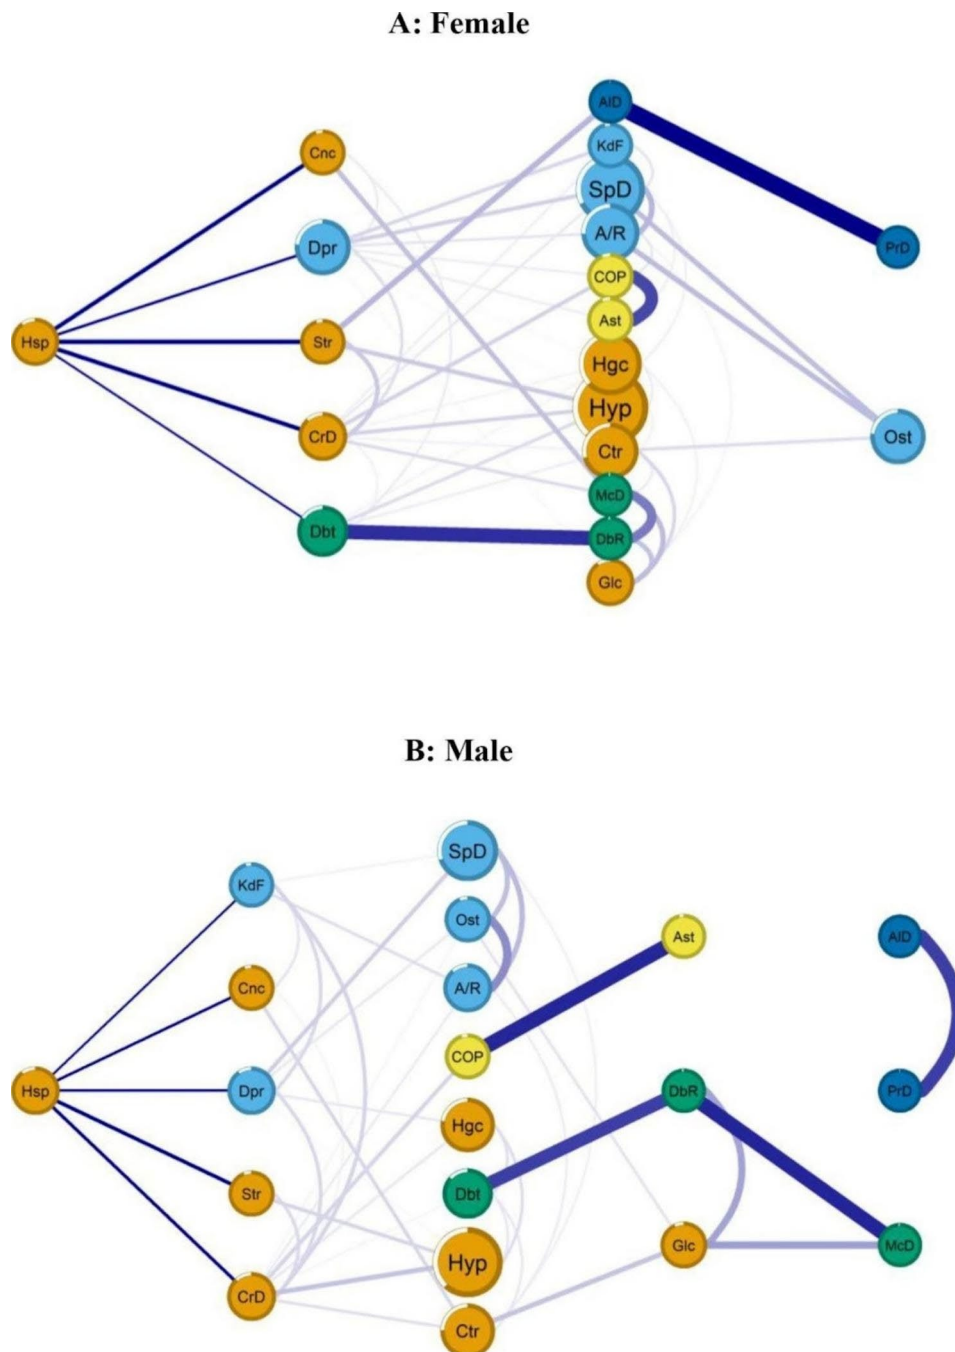 A: Female
AlD
KdF
Cnc
SpD
A/R
Dpr
PrD
COP
Ast
Hsp
Str
Hgc
Hyp
CrD
Ost
Ctr
McD
Dbt
DbR
Glc
B: Male
SpD
KdF
Ost
Ast
AlD
Cnc
A/R
COP
Hsp
Dpr
DbR
PrD
Hgc
Str
Dbt
Glc
McD
Hyp
CrD
Ctr